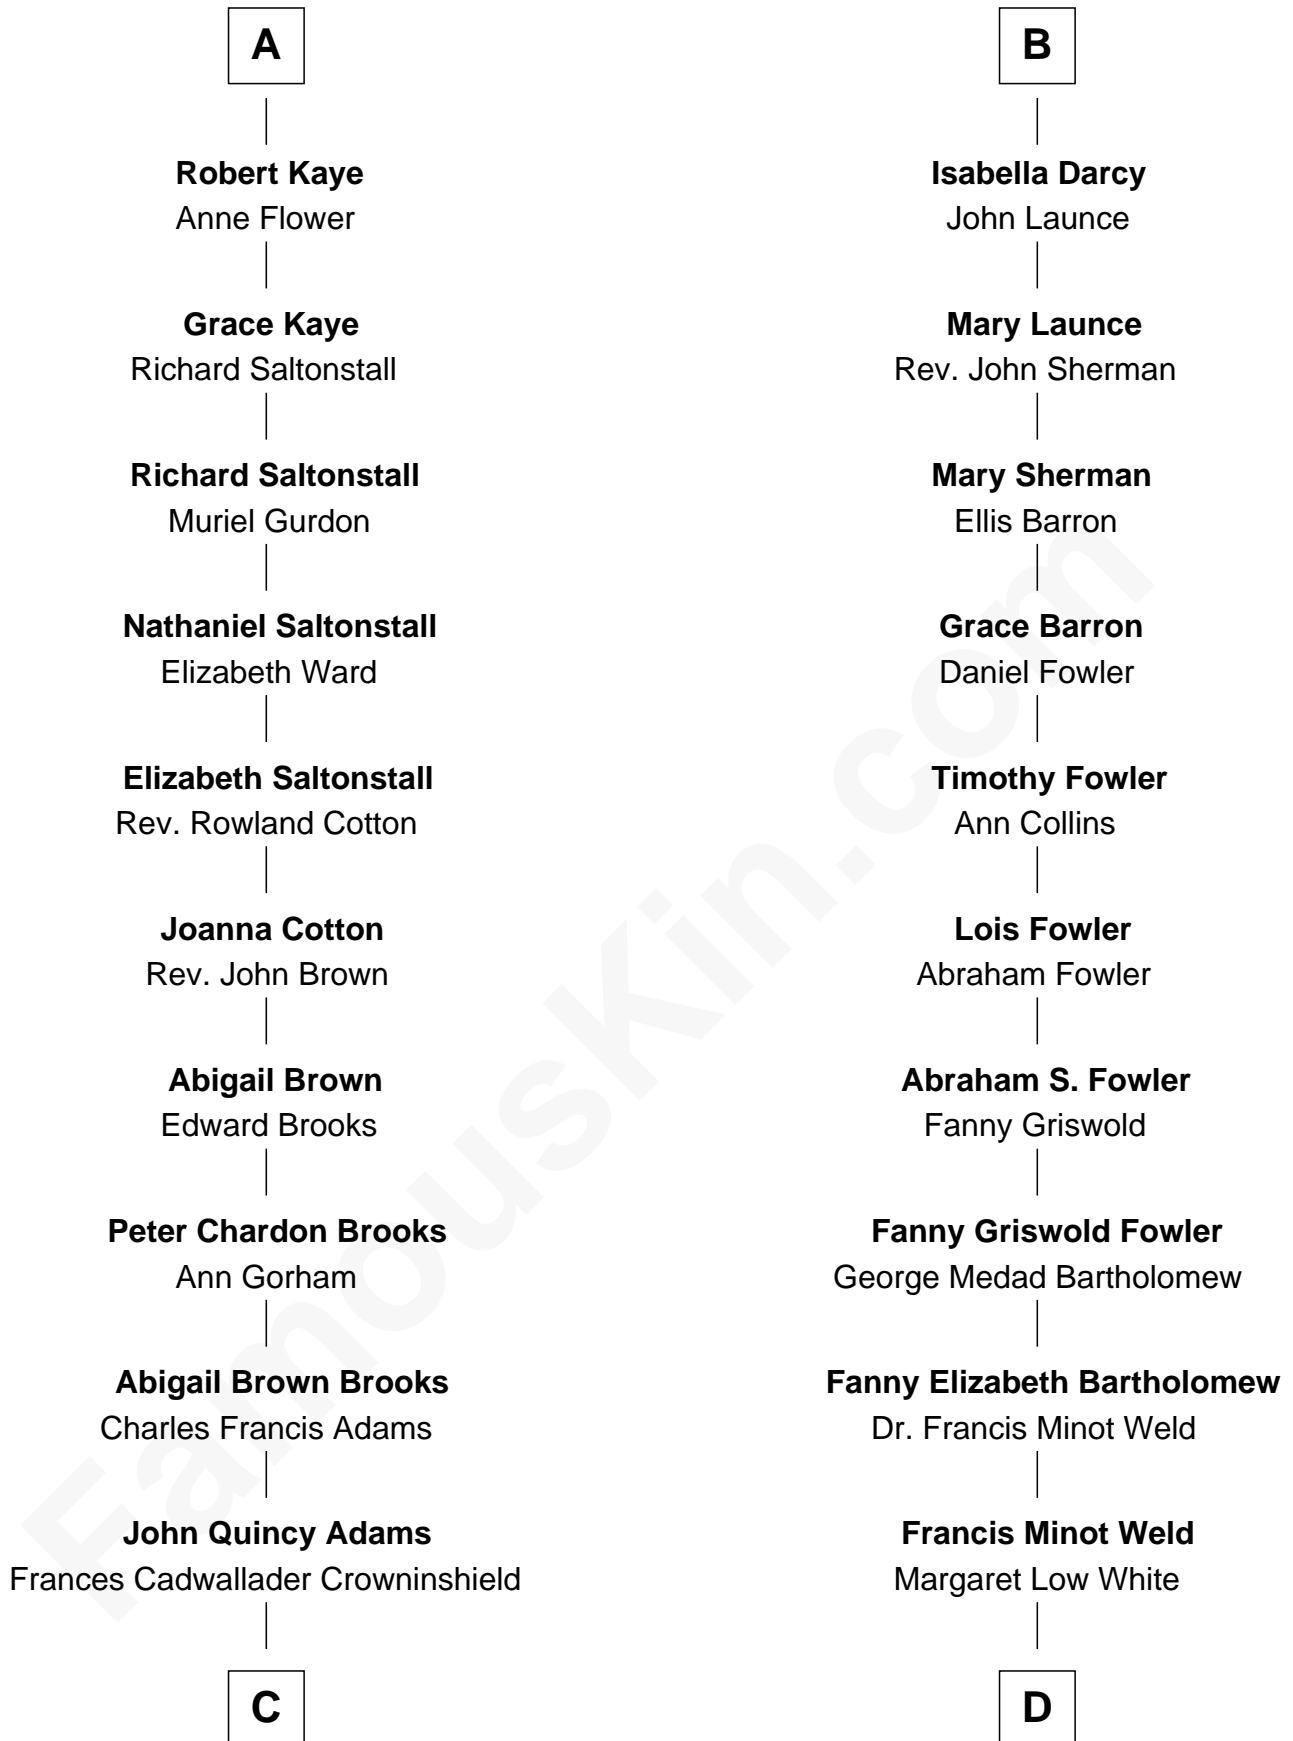 A
Robert Kaye
Anne Flower
Grace Kaye
Richard Saltonstall
Richard Saltonstall
Muriel Gurdon
Nathaniel Saltonstall
Elizabeth Ward
Elizabeth Saltonstall
Rev. Rowland Cotton
Joanna Cotton
Rev. John Brown
Abigail Brown
Edward Brooks
Peter Chardon Brooks
Ann Gorham
Abigail Brown Brooks
Charles Francis Adams
John Quincy Adams
Frances Cadwallader Crowninshield
C
B
Isabella Darcy
John Launce
Mary Launce
Rev. John Sherman
Mary Sherman
Ellis Barron
Grace Barron
Daniel Fowler
Timothy Fowler
Ann Collins
Lois Fowler
Abraham Fowler
Abraham S. Fowler
Fanny Griswold
Fanny Griswold Fowler
George Medad Bartholomew
Fanny Elizabeth Bartholomew
Dr. Francis Minot Weld
Francis Minot Weld
Margaret Low White
D
FamousKin.com